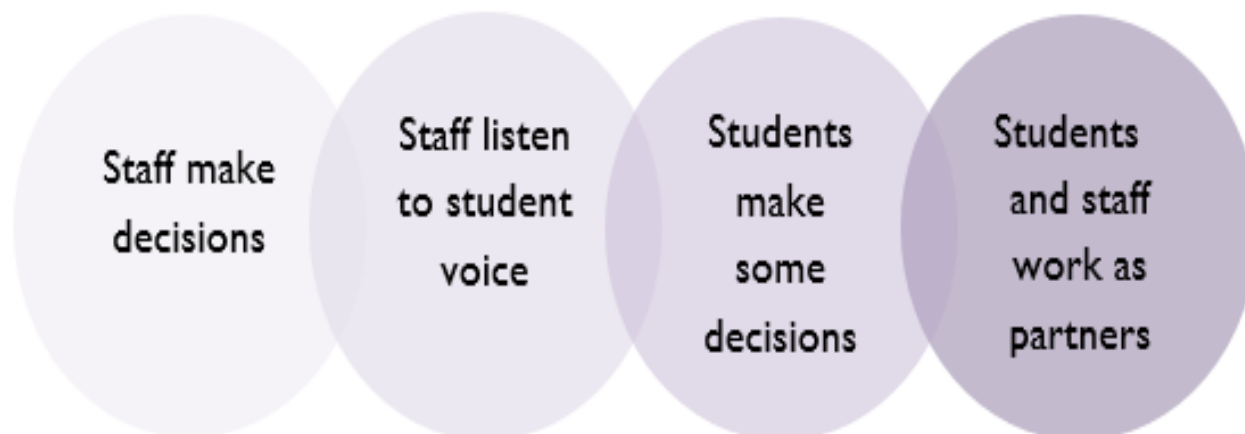 Staff make
decisions
Staff listen
to student
voice
Students
make
some
decisions
Students
and staff
work as
partners